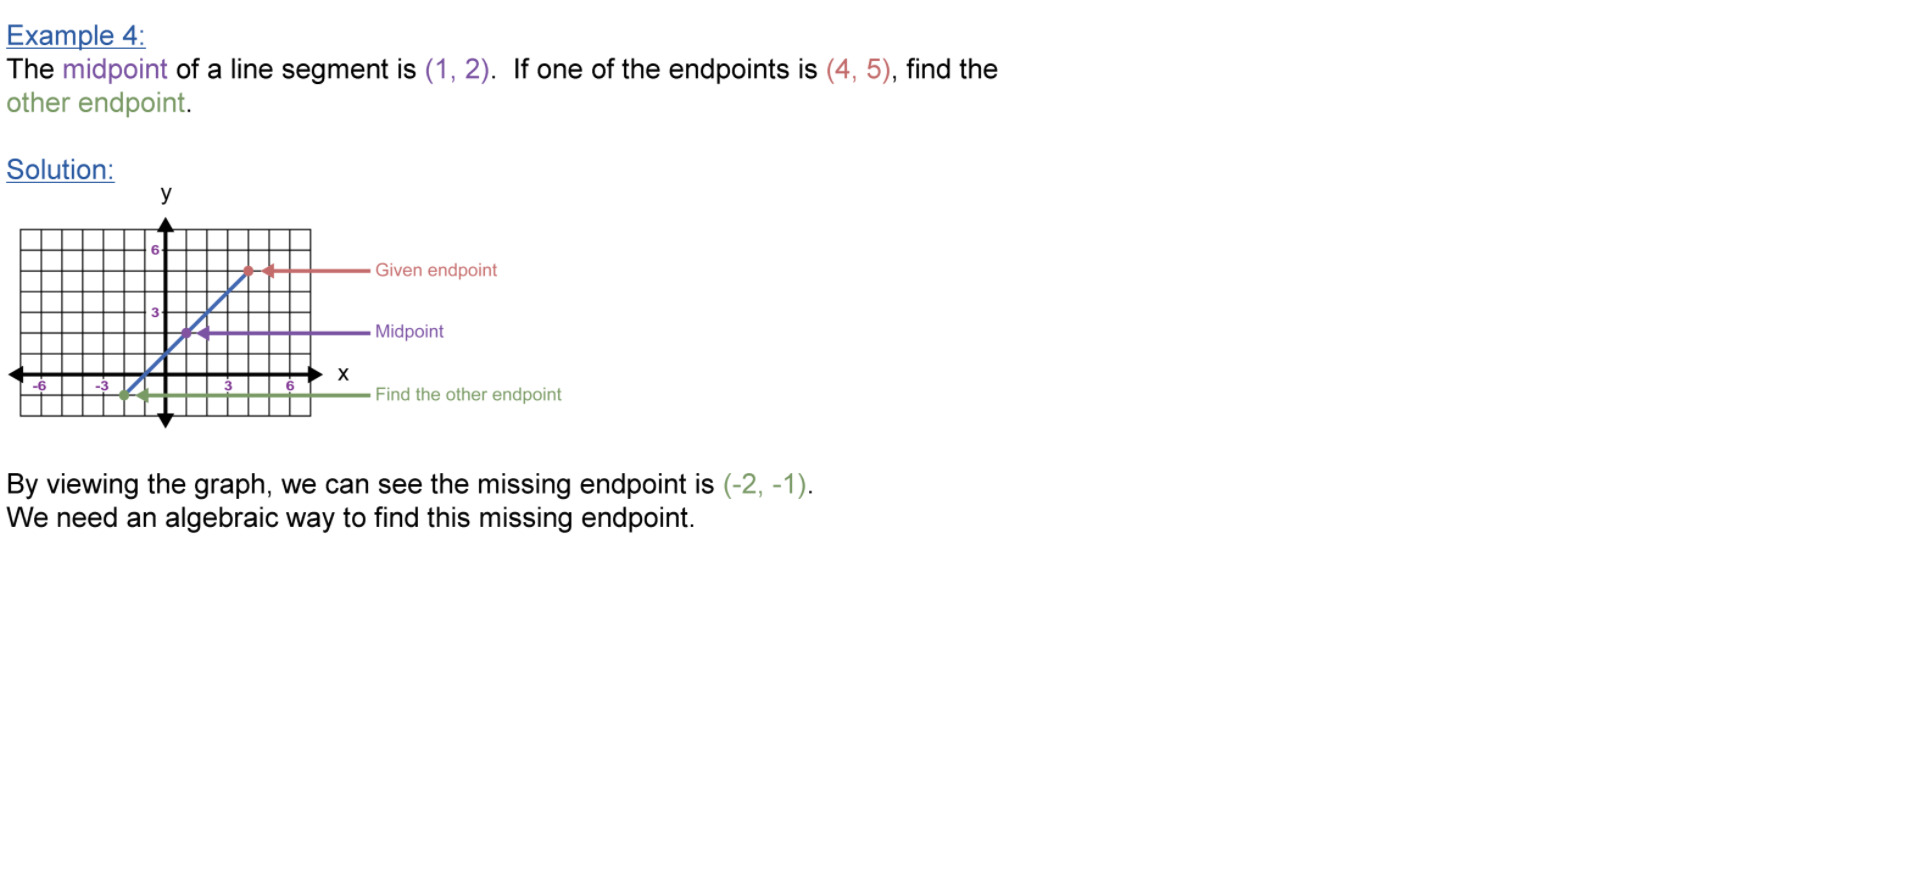 Example 4:
The midpoint of a line segment is (1, 2).  If one of the endpoints is (4, 5), find the
other endpoint.
Solution:
y
6
Given endpoint
3
Midpoint
x
-6 -3 3 6
Find the other endpoint
By viewing the graph, we can see the missing endpoint is (-2, -1).
We need an algebraic way to find this missing endpoint.